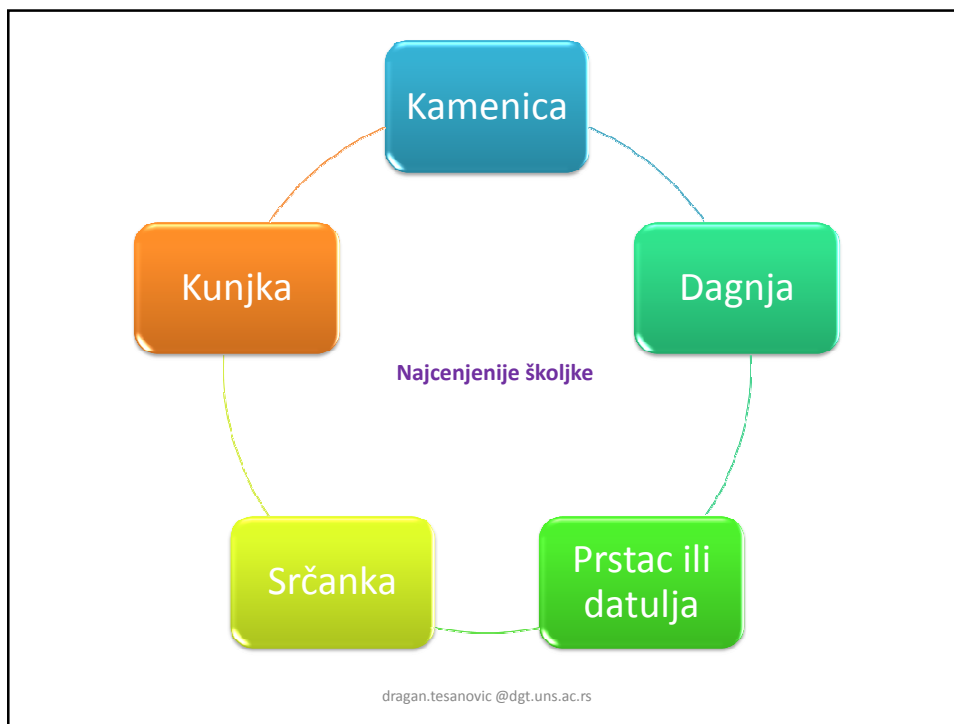 Kamenica
Kunjka
Dagnja
Najcenjenije školjke
Srčanka
Prstac ili
datulja
dragan.tesanovic @dgt.uns.ac.rs